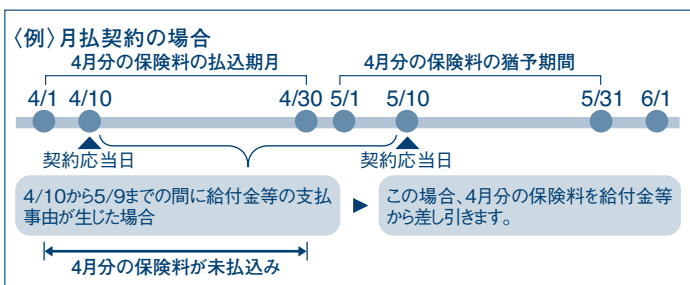 〈例〉月払契約の場合
4月分の保険料の払込期月 4月分の保険料の猶予期間
4/1 4/10 4/30 5/1 5/10 5/31 6/1
契約応当日 契約応当日
4/10から5/9までの間に給付金等の支払
事由が生じた場合
この場合、4月分の保険料を給付金等
から差し引きます。
4月分の保険料が未払込み